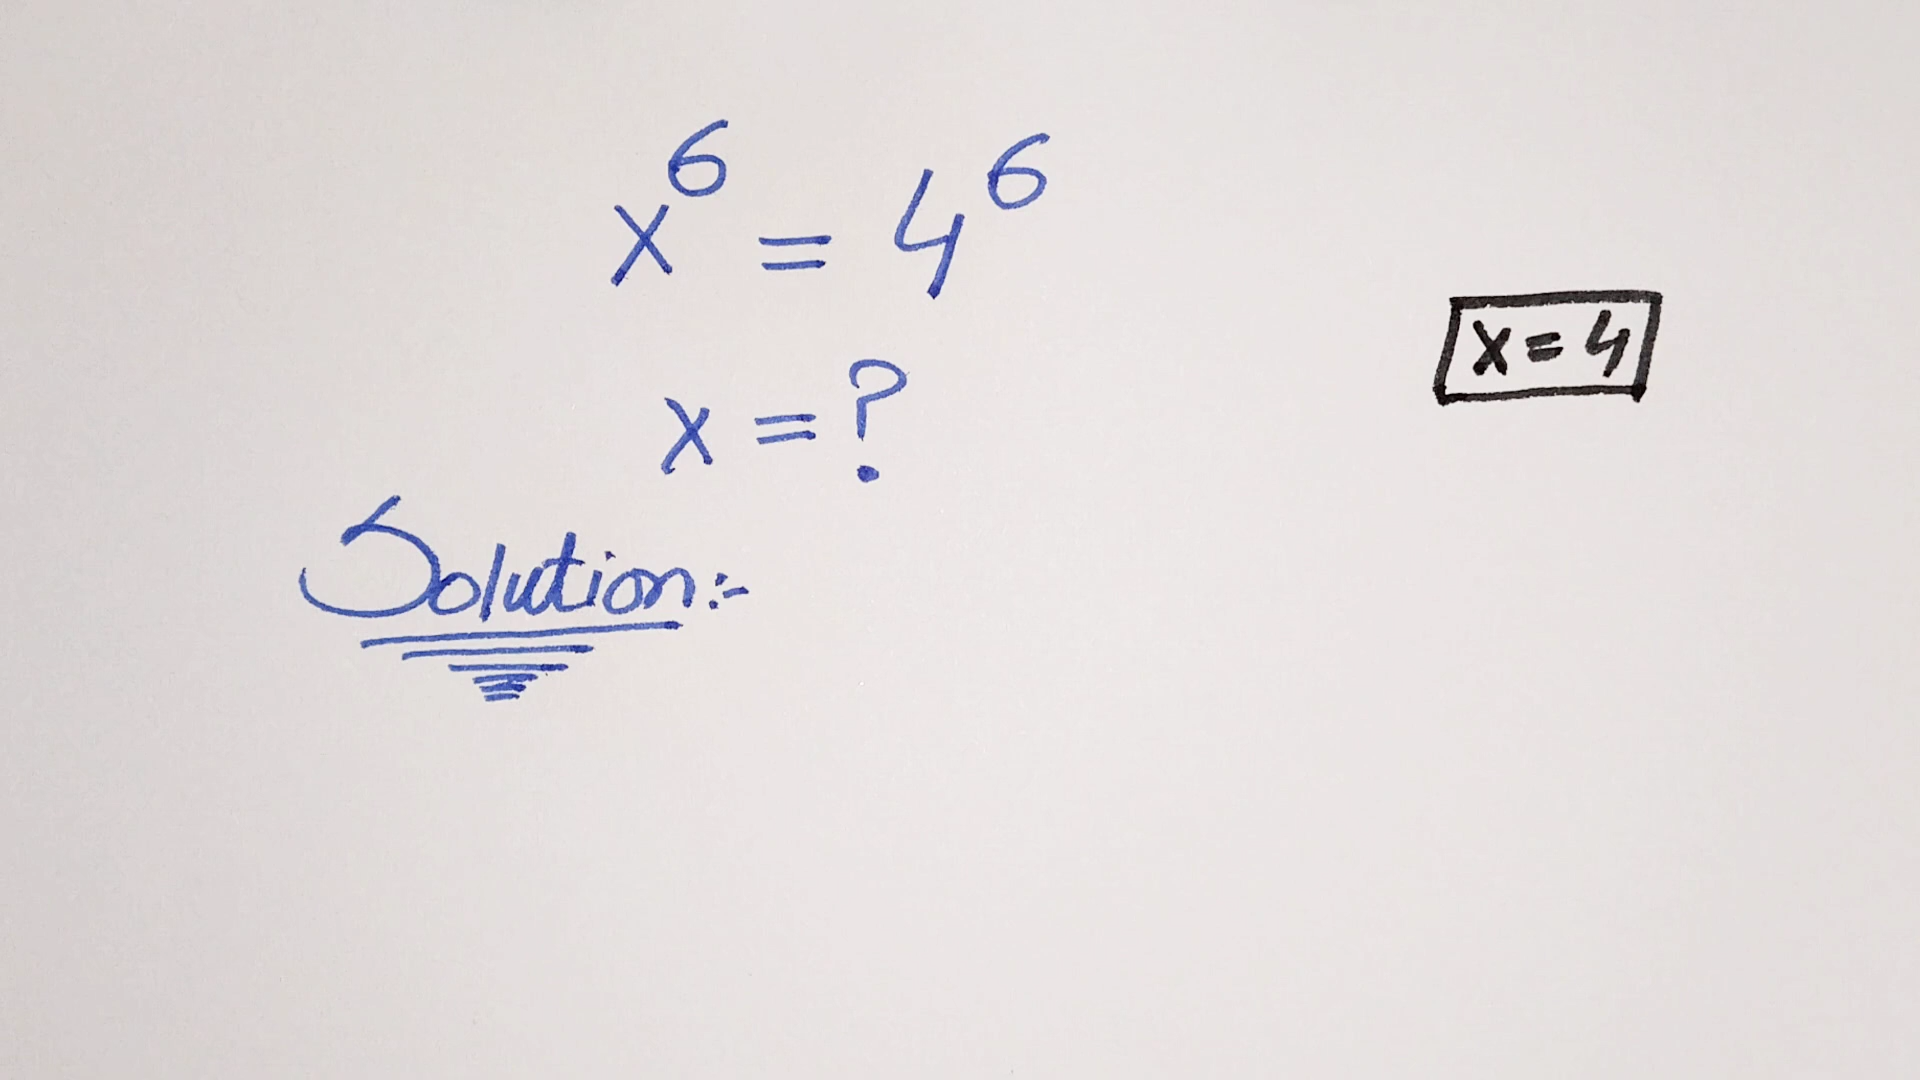 x⁶ = 4⁶
x = 4
x = ?
Solution:-